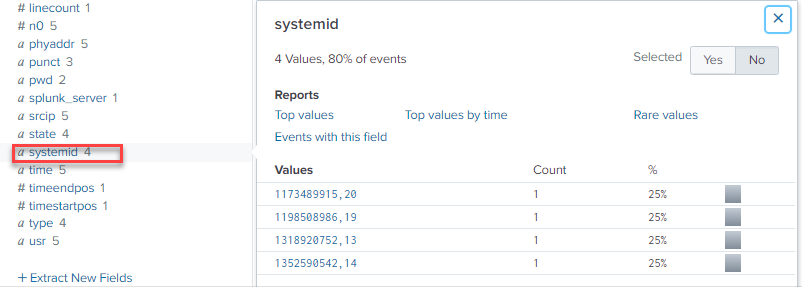 # linecount 1
# n0 5
a phyaddr 5
a punct 3
a pwd 2
a splunk_server 1
a srcip 5
a state 4
a systemid 4
a time 5
# timeendpos 1
# timestartpos 1
a type 4
a usr 5
+ Extract New Fields
systemid
4 Values, 80% of events
Selected Yes No
Reports
Top values Top values by time Rare values
Events with this field
Values Count %
1173489915,20 1 25%
1198508986,19 1 25%
1318920752,13 1 25%
1352590542,14 1 25%